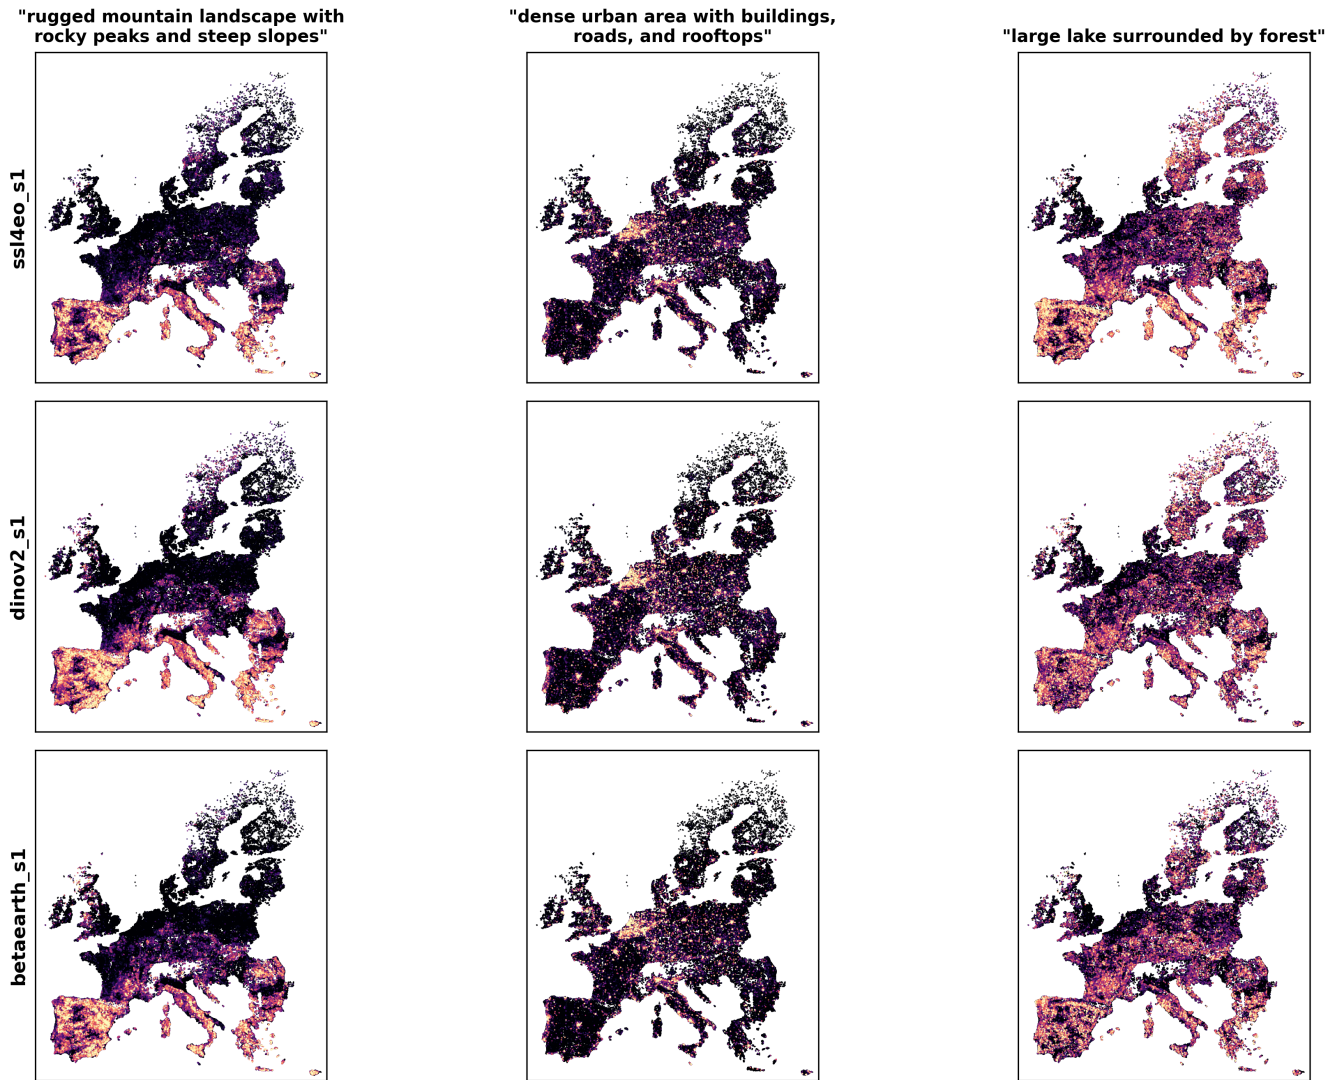 "rugged mountain landscape with
rocky peaks and steep slopes"
"dense urban area with buildings,
roads, and rooftops"
"large lake surrounded by forest"
ssl4eo_s1
dinov2_s1
betaearth_s1